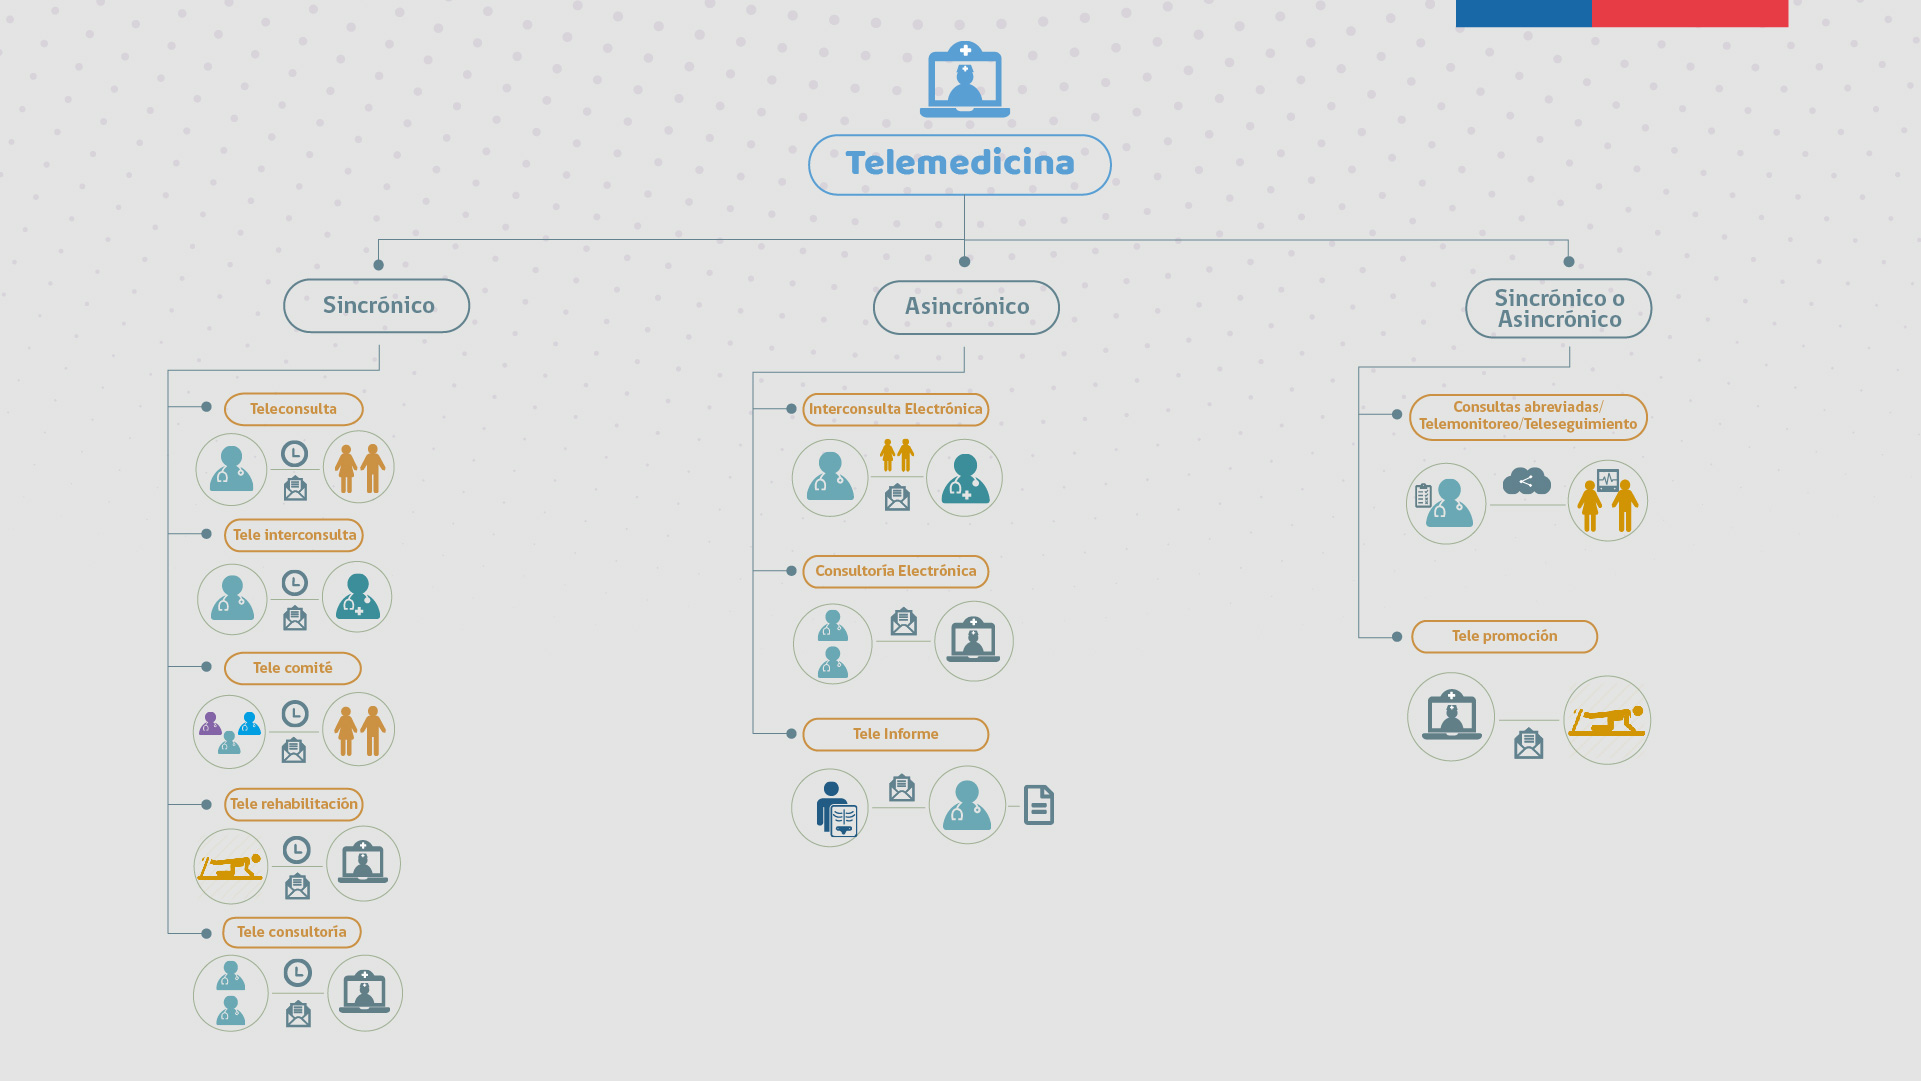 Telemedicina
Sincrónico
Teleconsulta
Tele interconsulta
Tele comité
Tele rehabilitación
Tele consultoría
Asincrónico
Interconsulta Electrónica
Consultoría Electrónica
Tele Informe
Sincrónico o
Asincrónico
Consultas abreviadas/
Telemonitoreo/Teleseguimiento
Tele promoción